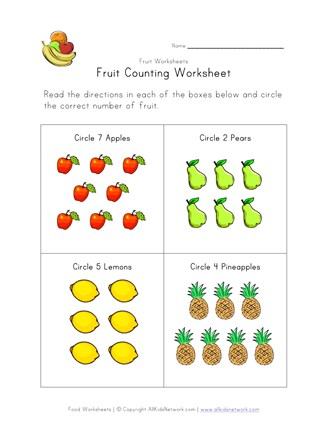 Name
Fruit Worksheets
Fruit Counting Worksheet
Read the directions in each of the boxes below and circle
the correct number of fruit.
Circle 7 Apples
Circle 2 Pears
Circle 5 Lemons
Circle 4 Pineapples
Food Worksheets | © Copyright AllKidsNetwork.com | www.allkidsnetwork.com